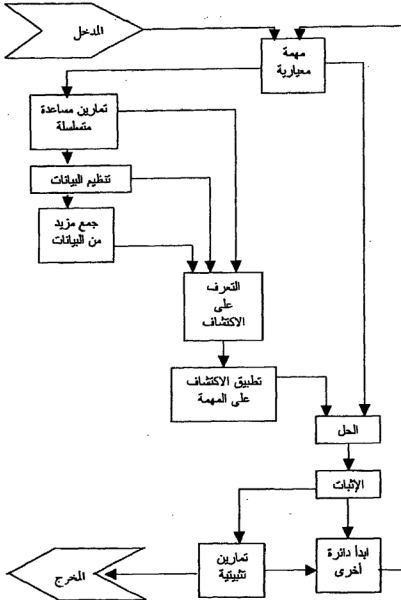 المدخل
مهمة
معيارية
تمارين مساعدة
متسلسلة
تنظيم البيانات
جمع مزيد
من البيانات
التعرف
على
الاكتشاف
تطبيق الاكتشاف
على المهمة
الحل
الإثبات
ابدأ دائرة
أخرى
تمارين
تثبيتية
المخرج